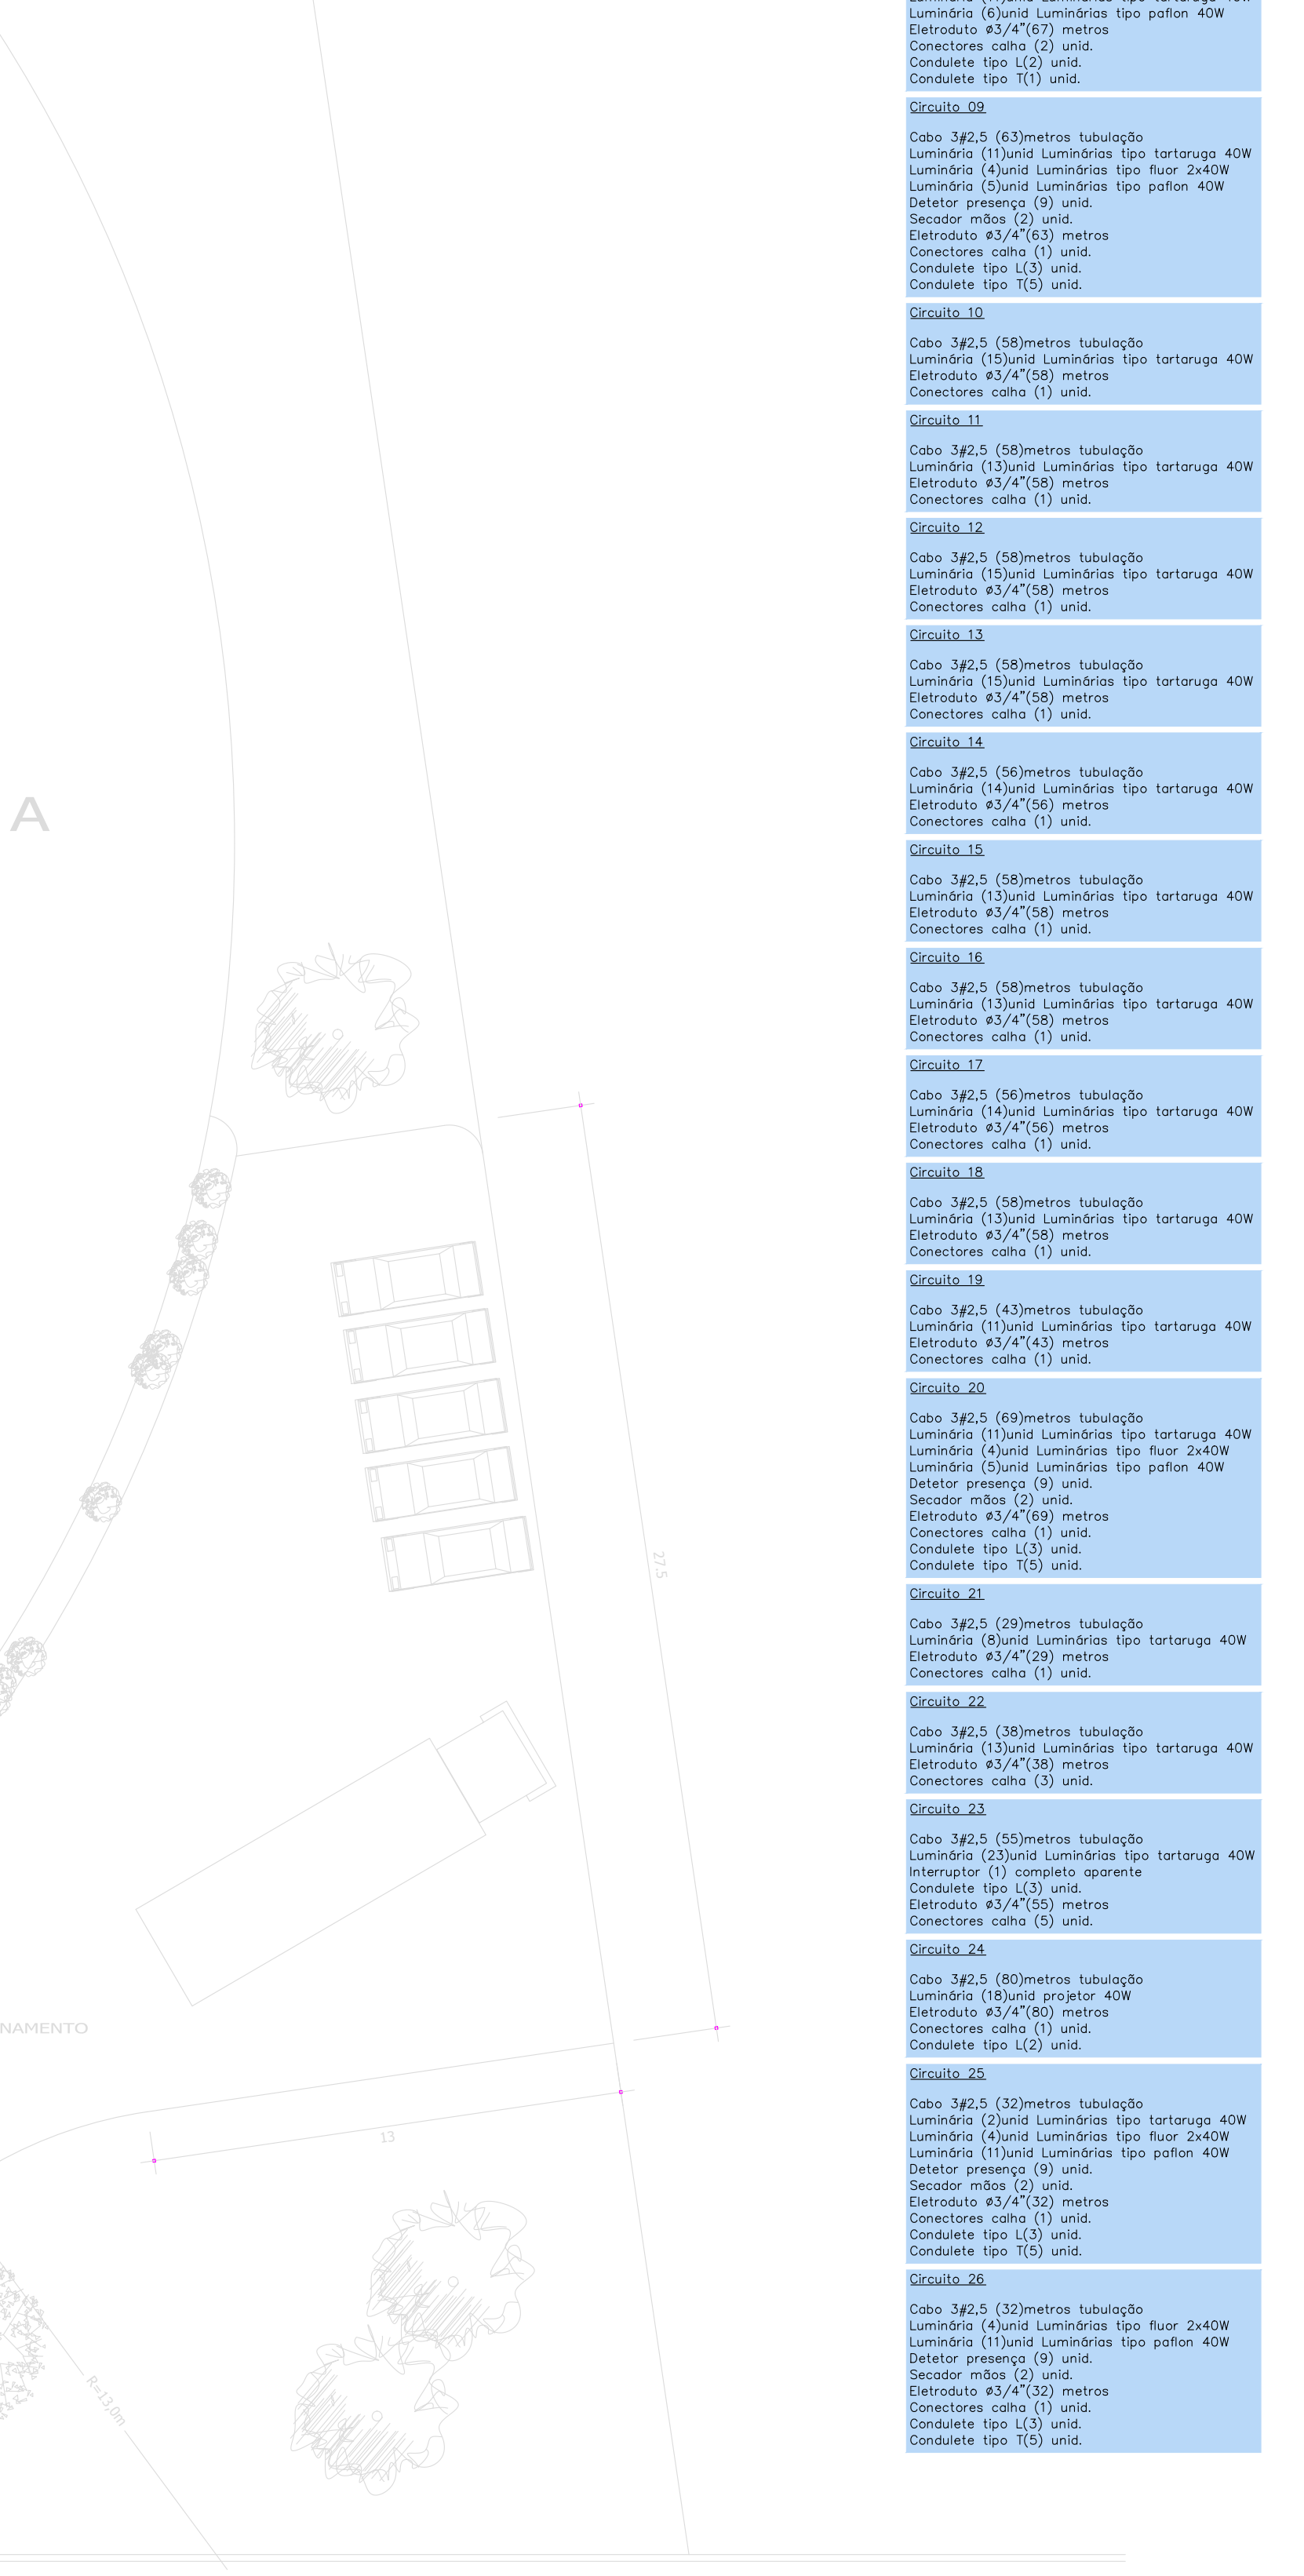 Luminária (6)unid Luminárias tipo paflon 40W
Eletroduto ø3/4"(67) metros
Conectores calha (2) unid.
Condulete tipo L(2) unid.
Condulete tipo T(1) unid.
Circuito 09
Cabo 3#2,5 (63)metros tubulação
Luminária (11)unid Luminárias tipo tartaruga 40W
Luminária (4)unid Luminárias tipo fluor 2x40W
Luminária (5)unid Luminárias tipo paflon 40W
Detetor presença (9) unid.
Secador mãos (2) unid.
Eletroduto ø3/4"(63) metros
Conectores calha (1) unid.
Condulete tipo L(3) unid.
Condulete tipo T(5) unid.
Circuito 10
Cabo 3#2,5 (58)metros tubulação
Luminária (15)unid Luminárias tipo tartaruga 40W
Eletroduto ø3/4"(58) metros
Conectores calha (1) unid.
Circuito 11
Cabo 3#2,5 (58)metros tubulação
Luminária (13)unid Luminárias tipo tartaruga 40W
Eletroduto ø3/4"(58) metros
Conectores calha (1) unid.
Circuito 12
Cabo 3#2,5 (58)metros tubulação
Luminária (15)unid Luminárias tipo tartaruga 40W
Eletroduto ø3/4"(58) metros
Conectores calha (1) unid.
Circuito 13
Cabo 3#2,5 (58)metros tubulação
Luminária (15)unid Luminárias tipo tartaruga 40W
Eletroduto ø3/4"(58) metros
Conectores calha (1) unid.
Circuito 14
Cabo 3#2,5 (56)metros tubulação
Luminária (14)unid Luminárias tipo tartaruga 40W
Eletroduto ø3/4"(56) metros
Conectores calha (1) unid.
Circuito 15
Cabo 3#2,5 (58)metros tubulação
Luminária (13)unid Luminárias tipo tartaruga 40W
Eletroduto ø3/4"(58) metros
Conectores calha (1) unid.
Circuito 16
Cabo 3#2,5 (58)metros tubulação
Luminária (13)unid Luminárias tipo tartaruga 40W
Eletroduto ø3/4"(58) metros
Conectores calha (1) unid.
Circuito 17
Cabo 3#2,5 (56)metros tubulação
Luminária (14)unid Luminárias tipo tartaruga 40W
Eletroduto ø3/4"(56) metros
Conectores calha (1) unid.
Circuito 18
Cabo 3#2,5 (58)metros tubulação
Luminária (13)unid Luminárias tipo tartaruga 40W
Eletroduto ø3/4"(58) metros
Conectores calha (1) unid.
Circuito 19
Cabo 3#2,5 (43)metros tubulação
Luminária (11)unid Luminárias tipo tartaruga 40W
Eletroduto ø3/4"(43) metros
Conectores calha (1) unid.
Circuito 20
Cabo 3#2,5 (69)metros tubulação
Luminária (11)unid Luminárias tipo tartaruga 40W
Luminária (4)unid Luminárias tipo fluor 2x40W
Luminária (5)unid Luminárias tipo paflon 40W
Detetor presença (9) unid.
Secador mãos (2) unid.
Eletroduto ø3/4"(69) metros
Conectores calha (1) unid.
Condulete tipo L(3) unid.
Condulete tipo T(5) unid.
Circuito 21
Cabo 3#2,5 (29)metros tubulação
Luminária (8)unid Luminárias tipo tartaruga 40W
Eletroduto ø3/4"(29) metros
Conectores calha (1) unid.
Circuito 22
Cabo 3#2,5 (38)metros tubulação
Luminária (13)unid Luminárias tipo tartaruga 40W
Eletroduto ø3/4"(38) metros
Conectores calha (3) unid.
Circuito 23
Cabo 3#2,5 (55)metros tubulação
Luminária (23)unid Luminárias tipo tartaruga 40W
Interruptor (1) completo aparente
Condulete tipo L(3) unid.
Eletroduto ø3/4"(55) metros
Conectores calha (5) unid.
Circuito 24
Cabo 3#2,5 (80)metros tubulação
Luminária (18)unid projetor 40W
Eletroduto ø3/4"(80) metros
Conectores calha (1) unid.
Condulete tipo L(2) unid.
Circuito 25
Cabo 3#2,5 (32)metros tubulação
Luminária (2)unid Luminárias tipo tartaruga 40W
Luminária (4)unid Luminárias tipo fluor 2x40W
Luminária (11)unid Luminárias tipo paflon 40W
Detetor presença (9) unid.
Secador mãos (2) unid.
Eletroduto ø3/4"(32) metros
Conectores calha (1) unid.
Condulete tipo L(3) unid.
Condulete tipo T(5) unid.
Circuito 26
Cabo 3#2,5 (32)metros tubulação
Luminária (4)unid Luminárias tipo fluor 2x40W
Luminária (11)unid Luminárias tipo paflon 40W
Detetor presença (9) unid.
Secador mãos (2) unid.
Eletroduto ø3/4"(32) metros
Conectores calha (1) unid.
Condulete tipo L(3) unid.
Condulete tipo T(5) unid.
A
27.5
NAMENTO
13
R=13,0m